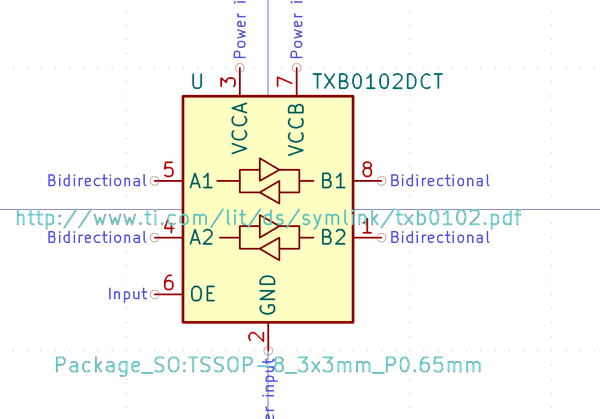 Power i
Power i
U
3
7
TXB0102DCT
VCCA
VCCB
Bidirectional
5
A1
B1
8
Bidirectional
http://www.ti.com/lit/ds/symlink/txb0102.pdf
Bidirectional
4
A2
B2
1
Bidirectional
Input
6
OE
GND
2
Package_SO:TSSOP-8_3x3mm_P0.65mm
er input